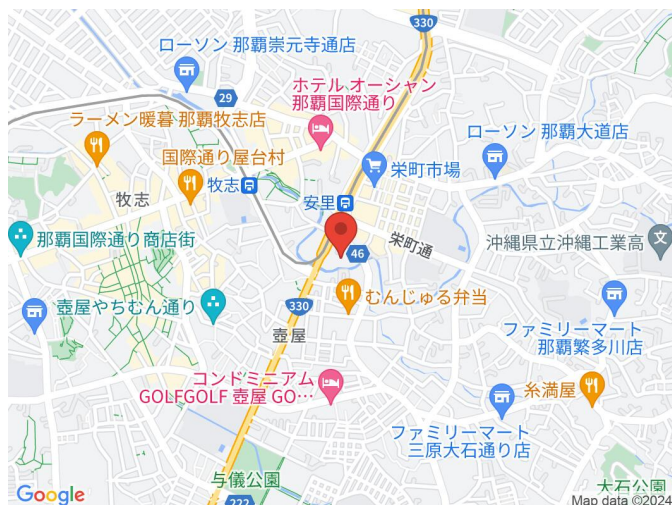 330
ローソン 那覇崇元寺通店
ホテル オーシャン
那覇国際通り
29
ラーメン暖暮 那覇牧志店
ローソン 那覇大道店
国際通り屋台村
栄町市場
牧志
牧志
安里
栄町通
那覇国際通り商店街
沖縄県立沖縄工業高
46
むんじゅる弁当
壺屋やちむん通り
330
壺屋
ファミリーマート
那覇繁多川店
コンドミニアム
GOLFGOLF 壺屋 GO…
糸満屋
ファミリーマート
三原大石通り店
与儀公園
大石公園
222
Google
Map data ©2024